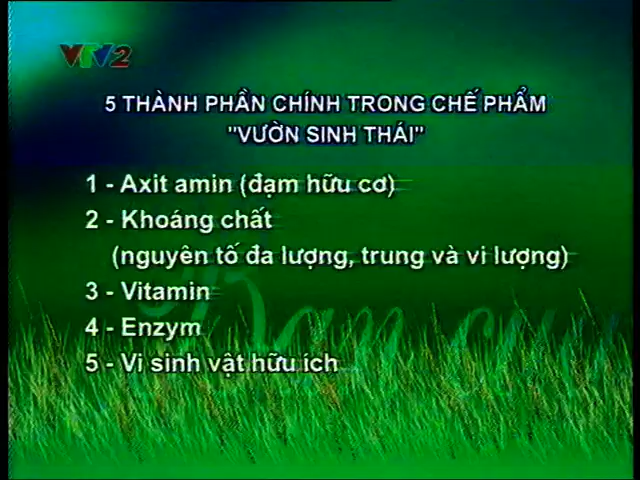 VTV2
5 THÀNH PHẦN CHÍNH TRONG CHẾ PHẨM
"VƯỜN SINH THÁI"
1 - Axit amin (đạm hữu cơ)
2 - Khoáng chất
(nguyên tố đa lượng, trung và vi lượng)
3 - Vitamin
4 - Enzym
5 - Vi sinh vật hữu ích